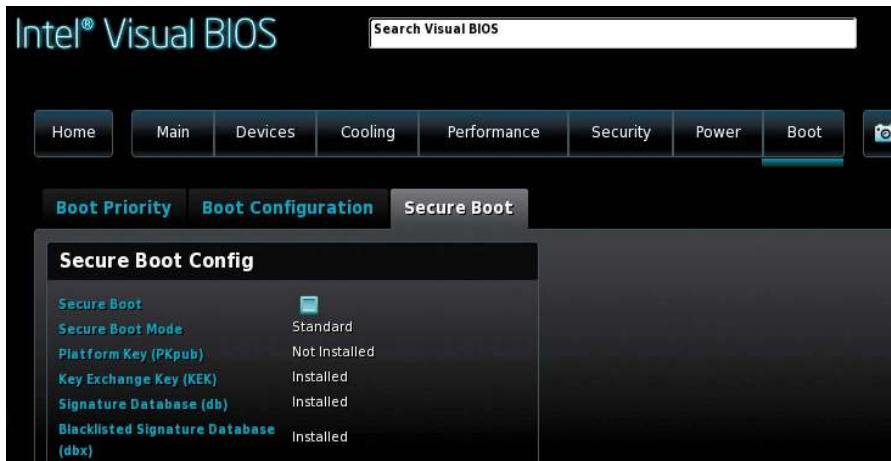 Intel® Visual BIOS
Search Visual BIOS
Home Main Devices Cooling Performance Security Power Boot
Boot Priority Boot Configuration Secure Boot
Secure Boot Config
Secure Boot
Secure Boot Mode Standard
Platform Key (PKpub) Not Installed
Key Exchange Key (KEK) Installed
Signature Database (db) Installed
Blacklisted Signature Database
(dbx) Installed